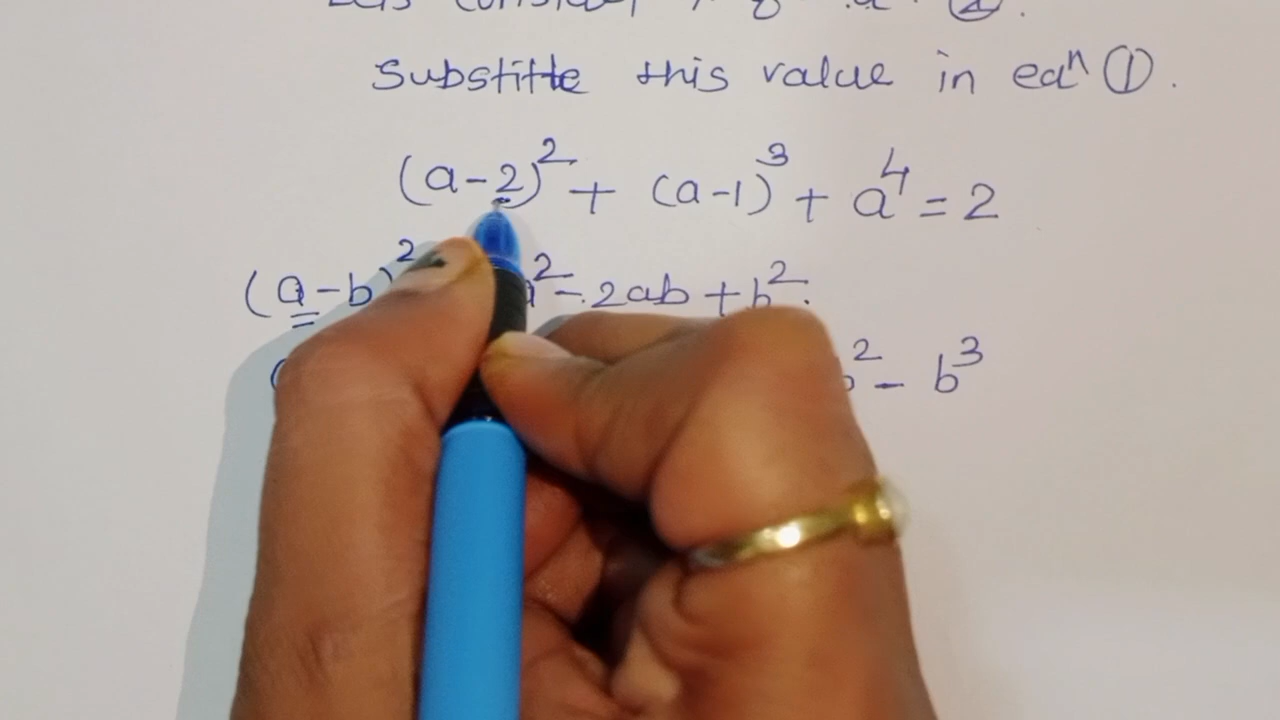 Substitte this value in eqⁿ ①.
(a-2)² + (a-1)³ + a⁴ = 2
(a-b)² a² - 2ab + b².
b² - b³